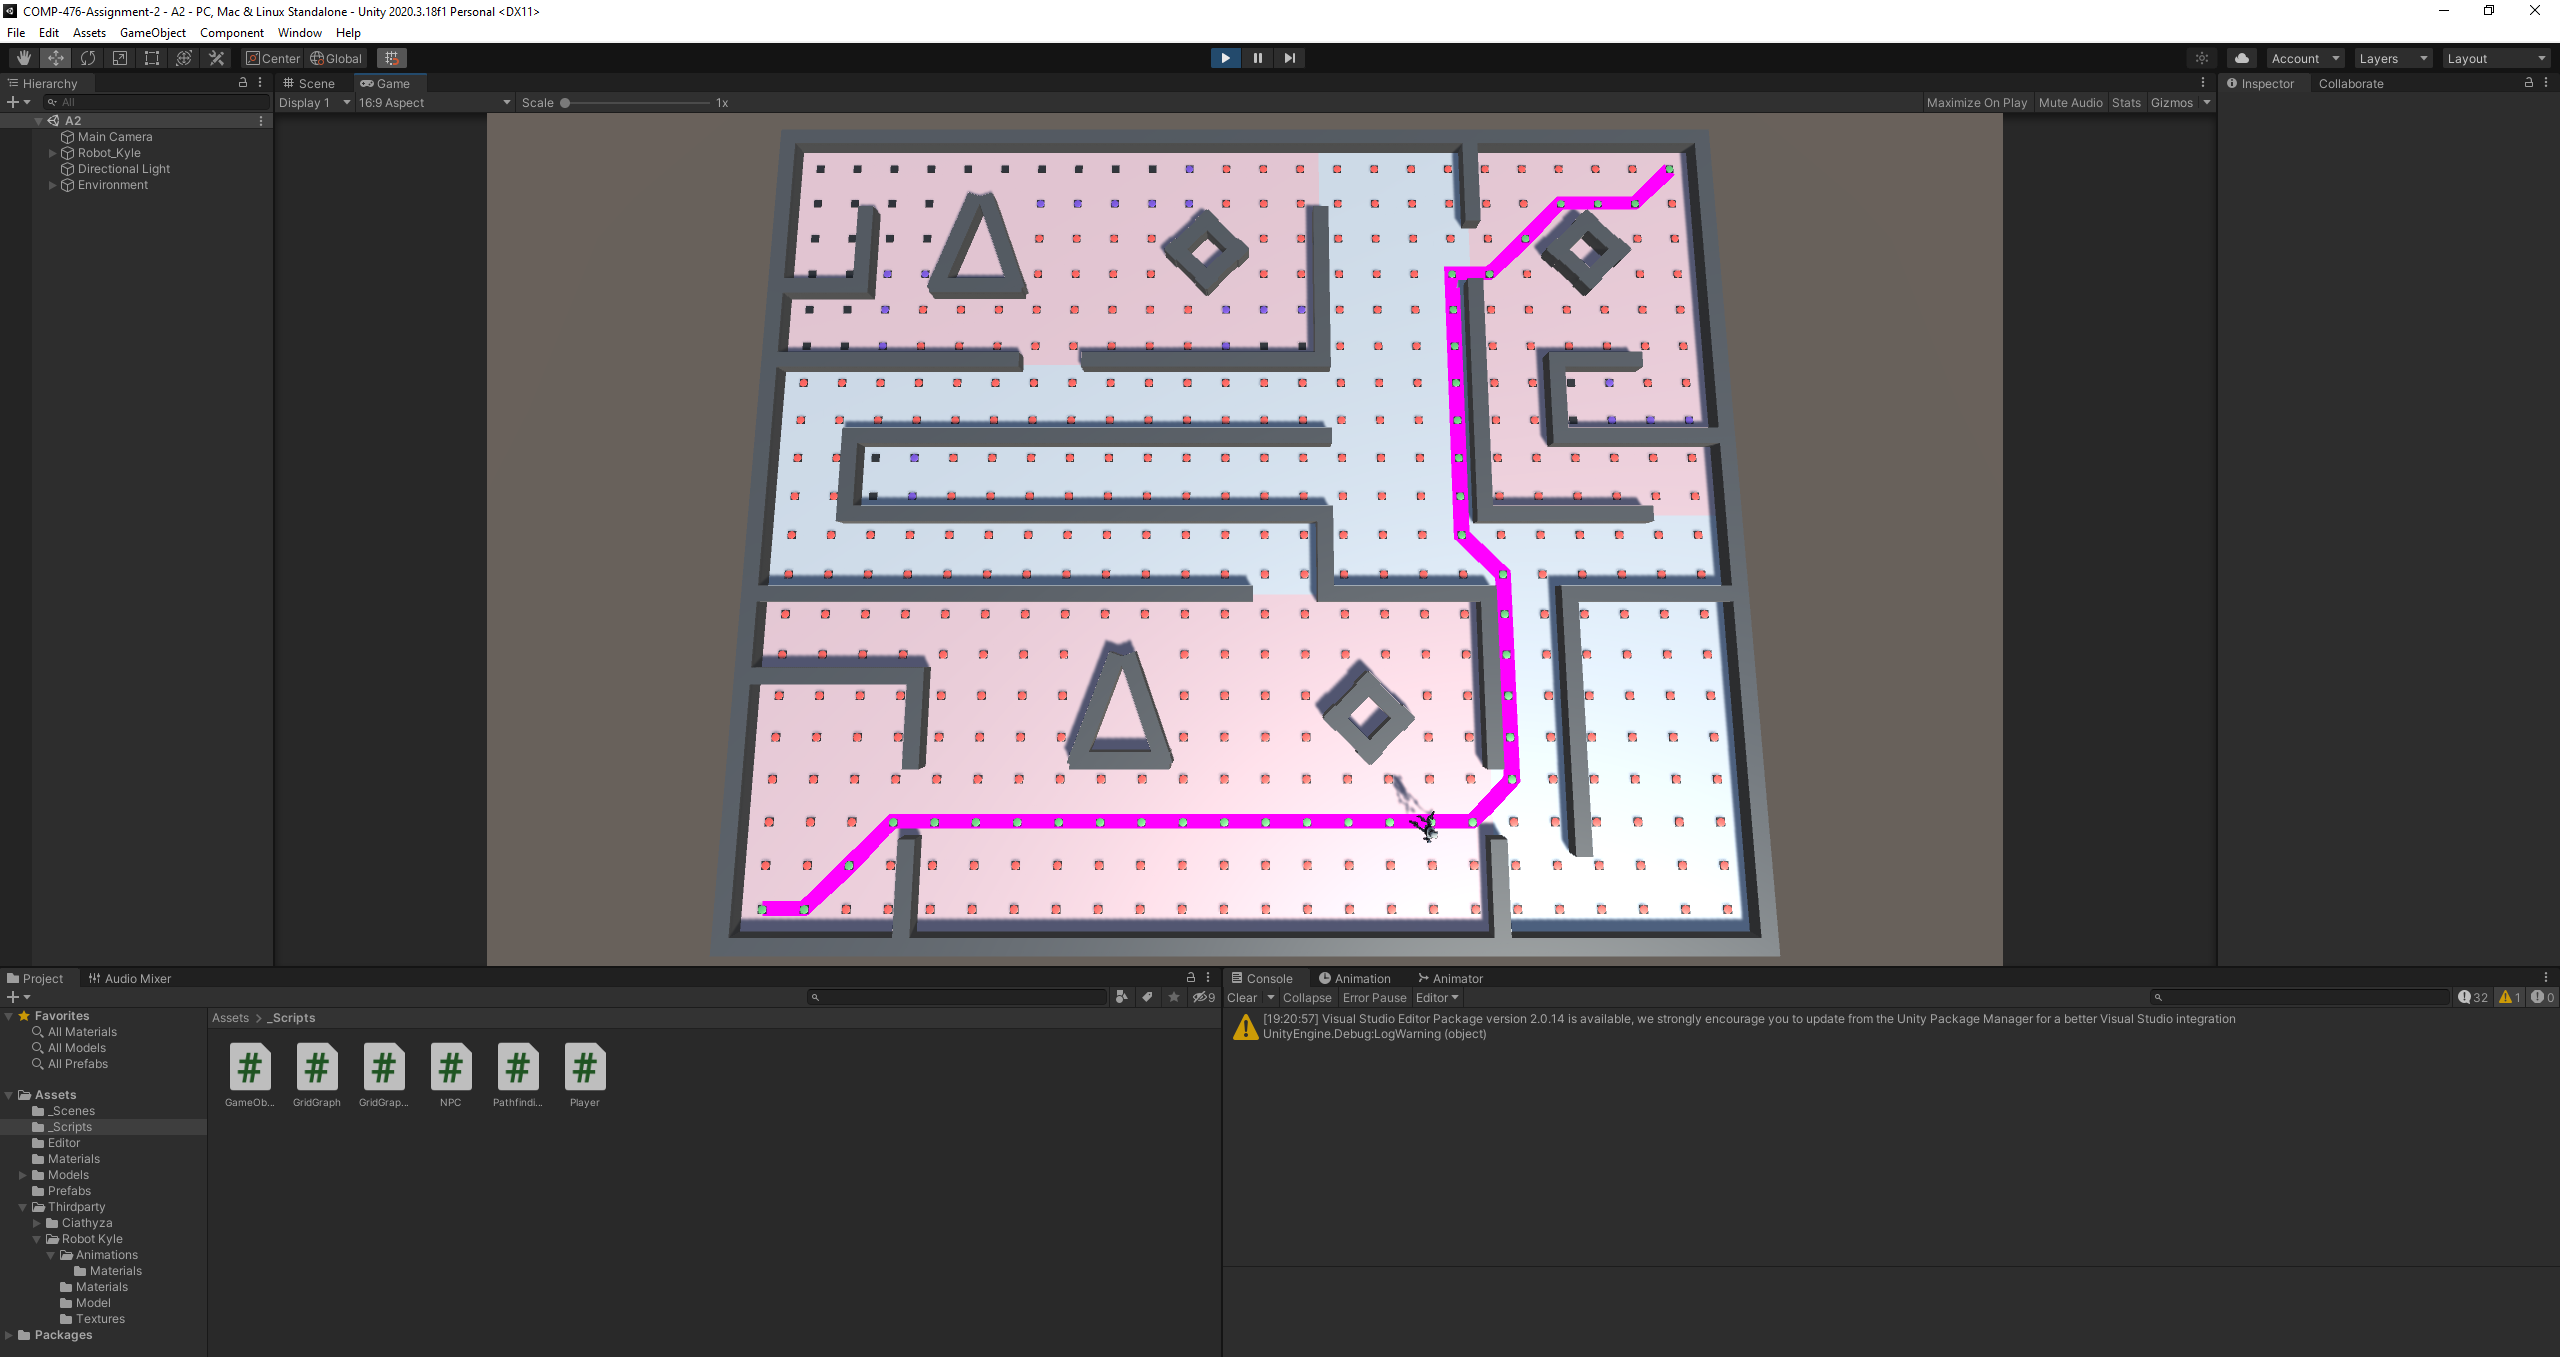 COMP-476-Assignment-2 - A2 - PC, Mac & Linux Standalone - Unity 2020.3.18f1 Personal <DX11>
File Edit Assets GameObject Component Window Help
Center Global
Account Layers Layout
Hierarchy
All
A2
Main Camera
Robot_Kyle
Directional Light
Environment
Scene Game
Display 1 16:9 Aspect Scale 1x
Maximize On Play Mute Audio Stats Gizmos
Inspector Collaborate
Project Audio Mixer
9
Favorites
All Materials
All Models
All Prefabs
Assets
_Scenes
_Scripts
Editor
Materials
Models
Prefabs
Thirdparty
Ciathyza
Robot Kyle
Animations
Materials
Materials
Model
Textures
Packages
Assets > _Scripts
GameOb... GridGraph GridGrap... NPC Pathfindi... Player
Console Animation Animator
Clear Collapse Error Pause Editor
32 1 0
[19:20:57] Visual Studio Editor Package version 2.0.14 is available, we strongly encourage you to update from the Unity Package Manager for a better Visual Studio integration
UnityEngine.Debug:LogWarning (object)